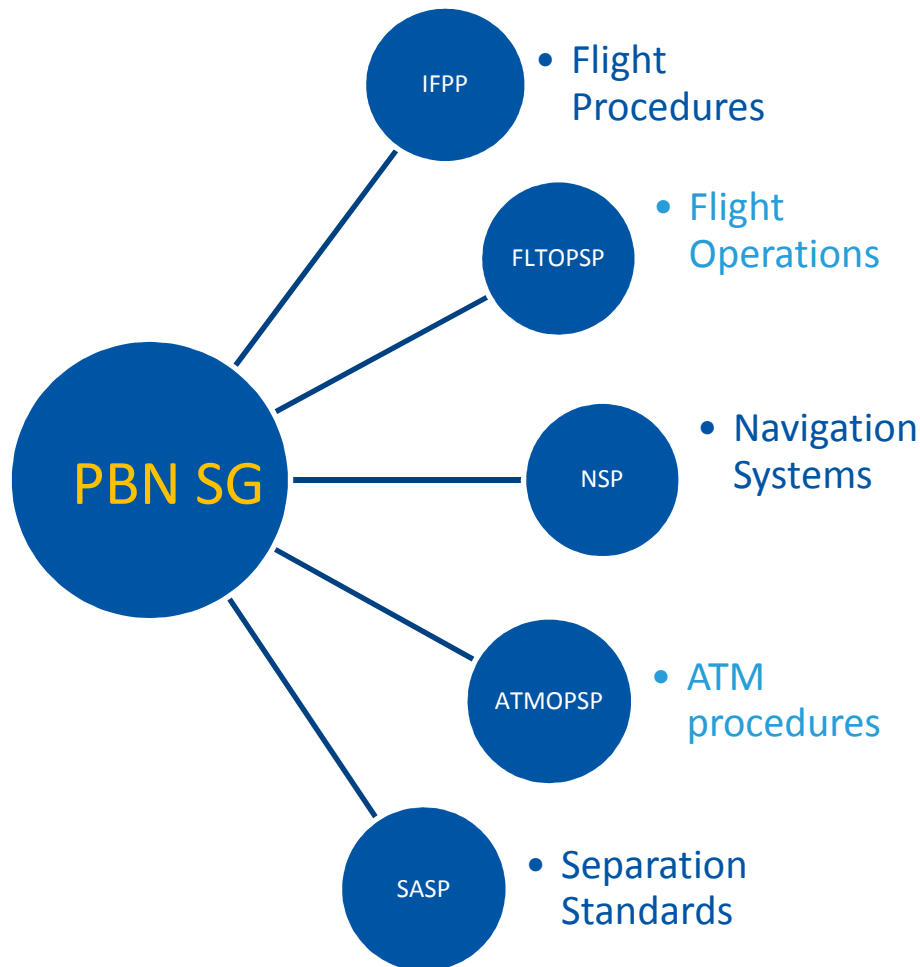 IFPP
• Flight
Procedures
FLTOPSP
• Flight
Operations
PBN SG
NSP
• Navigation
Systems
ATMOPSP
• ATM
procedures
SASP
• Separation
Standards